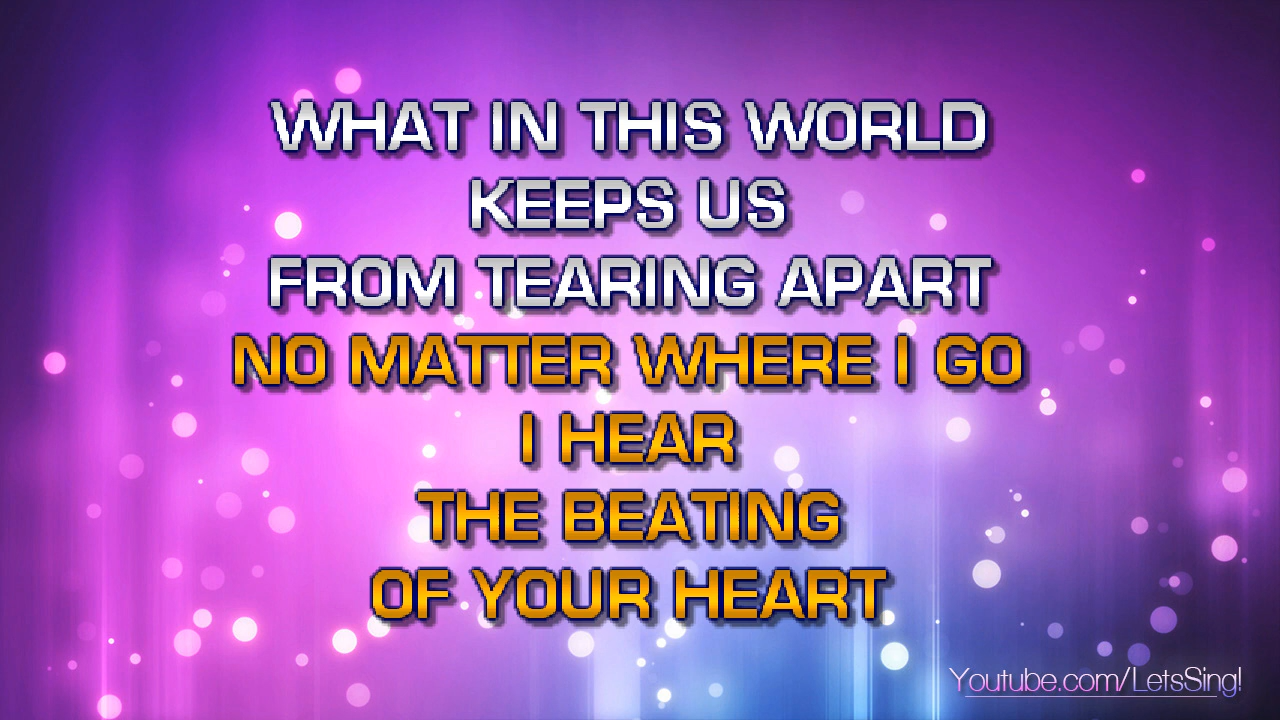 WHAT IN THIS WORLD
KEEPS US
FROM TEARING APART
NO MATTER WHERE I GO
I HEAR
THE BEATING
OF YOUR HEART
Youtube.com/LetsSing!